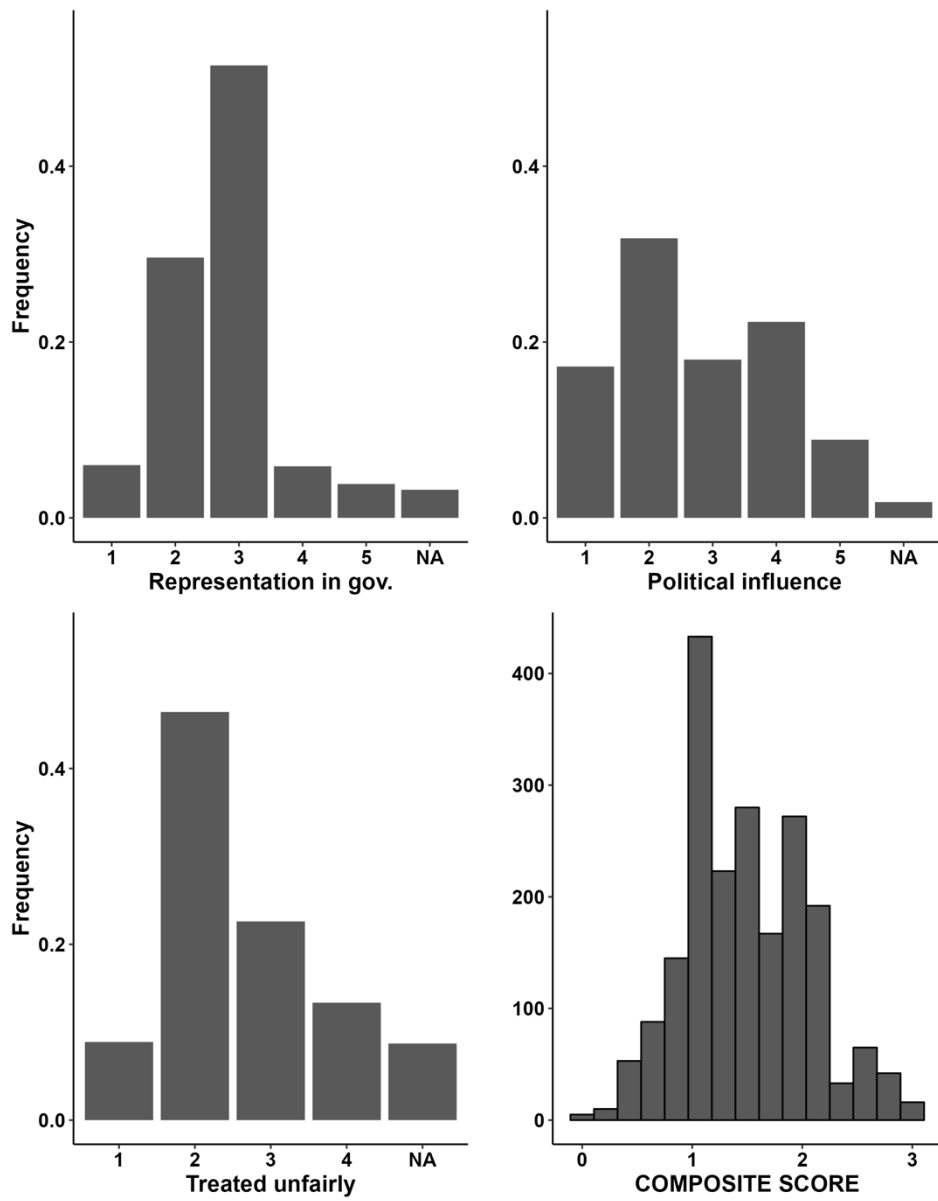 Frequency
0.4
0.2
0.0
1 2 3 4 5 NA
Representation in gov.
0.4
0.2
0.0
1 2 3 4 5 NA
Political influence
Frequency
0.4
0.2
0.0
1 2 3 4 NA
Treated unfairly
400
300
200
100
0
0 1 2 3
COMPOSITE SCORE